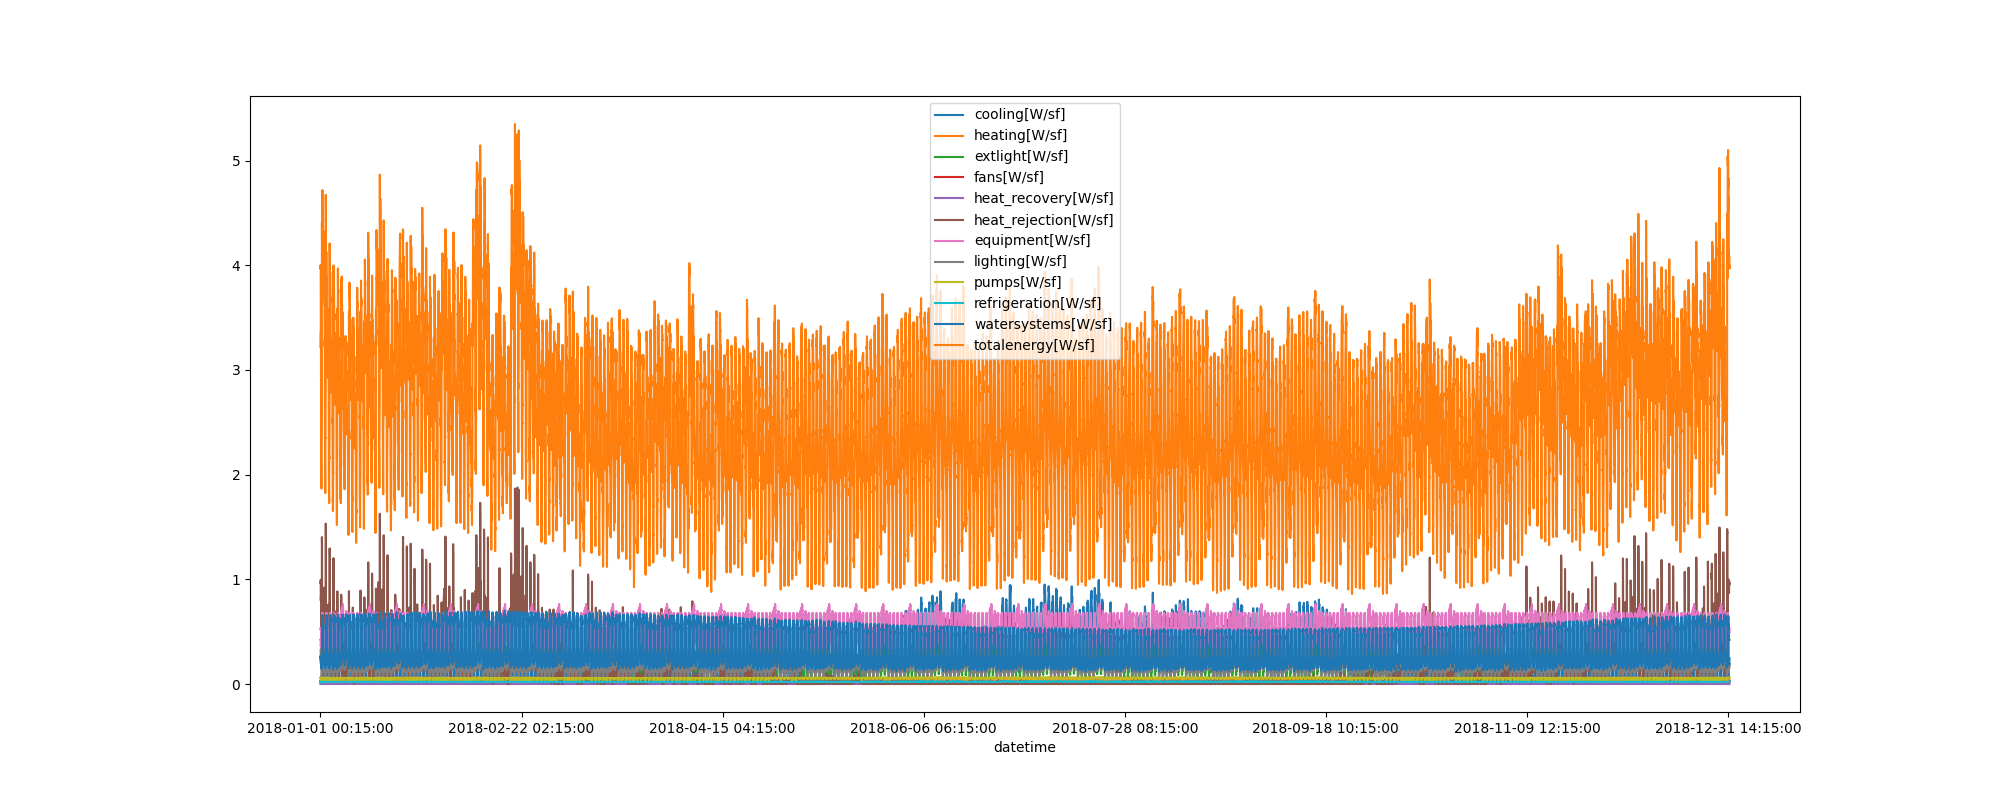 cooling[W/sf]
heating[W/sf]
extlight[W/sf]
fans[W/sf]
heat_recovery[W/sf]
heat_rejection[W/sf]
equipment[W/sf]
lighting[W/sf]
pumps[W/sf]
refrigeration[W/sf]
watersystems[W/sf]
totalenergy[W/sf]
5
4
3
2
1
0
2018-01-01 00:15:00 2018-02-22 02:15:00 2018-04-15 04:15:00 2018-06-06 06:15:00 2018-07-28 08:15:00 2018-09-18 10:15:00 2018-11-09 12:15:00 2018-12-31 14:15:00
datetime